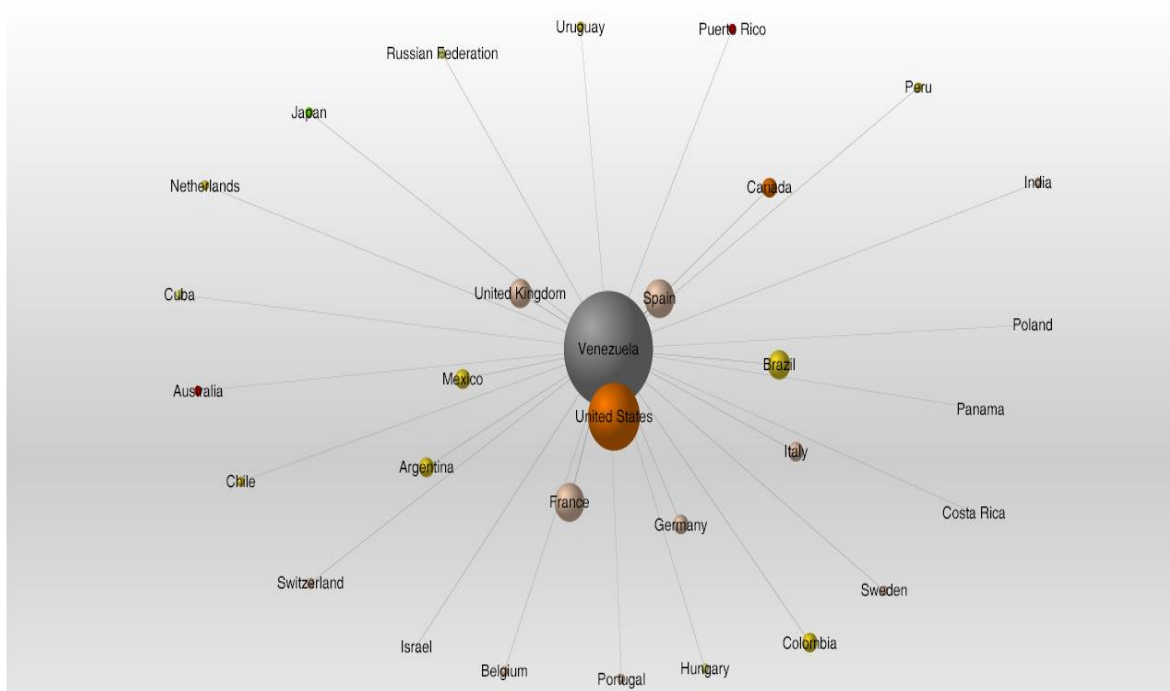 Uruguay
Puerto Rico
Russian Federation
Peru
Japan
Netherlands
Canada
India
Cuba
United Kingdom
Spain
Poland
Venezuela
Brazil
Mexico
Australia
Panama
United States
Italy
Argentina
Chile
France
Costa Rica
Germany
Switzerland
Sweden
Israel
Colombia
Belgium
Hungary
Portugal